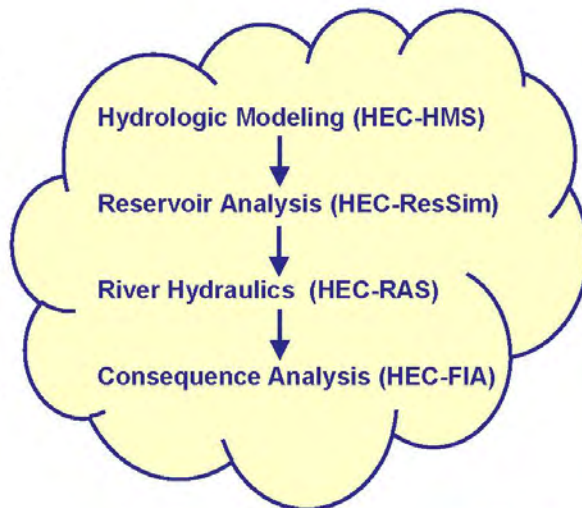 Hydrologic Modeling (HEC-HMS)
Reservoir Analysis (HEC-ResSim)
River Hydraulics (HEC-RAS)
Consequence Analysis (HEC-FIA)